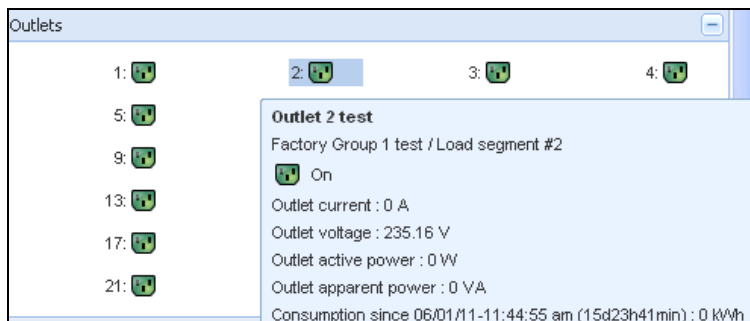 Outlets
1: 2: 3: 4:
5:
9:
13:
17:
21:
Outlet 2 test
Factory Group 1 test / Load segment #2
On
Outlet current : 0 A
Outlet voltage : 235.16 V
Outlet active power : 0 W
Outlet apparent power : 0 VA
Consumption since 06/01/11-11:44:55 am (15d23h41min) : 0 kWh